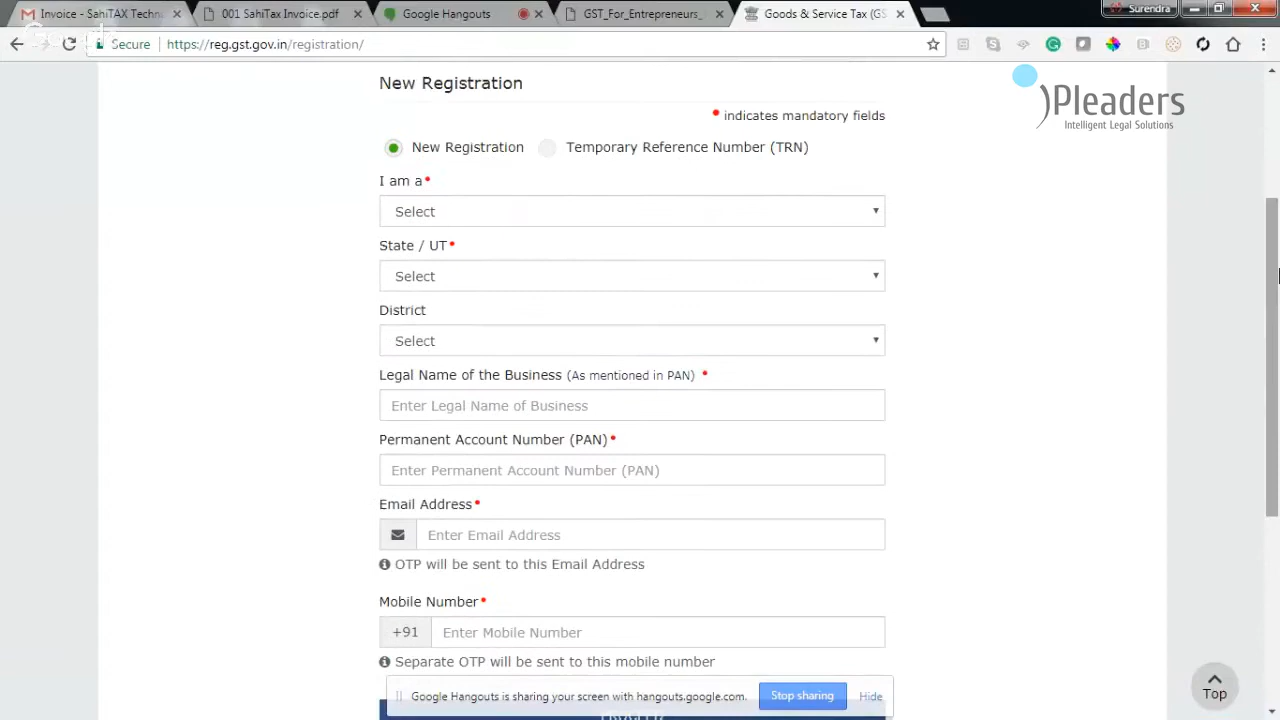 Invoice - SahiTAX Techn
001 SahiTax Invoice.pdf
Google Hangouts
GST_For_Entrepreneurs_
Goods & Service Tax (GS
Surendra
Secure
https://reg.gst.gov.in/registration/
Pleaders
Intelligent Legal Solutions
New Registration
• indicates mandatory fields
New Registration
Temporary Reference Number (TRN)
I am a•
Select
State / UT•
Select
District
Select
Legal Name of the Business (As mentioned in PAN) •
Enter Legal Name of Business
Permanent Account Number (PAN)•
Enter Permanent Account Number (PAN)
Email Address•
Enter Email Address
OTP will be sent to this Email Address
Mobile Number•
+91
Enter Mobile Number
Separate OTP will be sent to this mobile number
Google Hangouts is sharing your screen with hangouts.google.com.
Stop sharing
Hide
Top